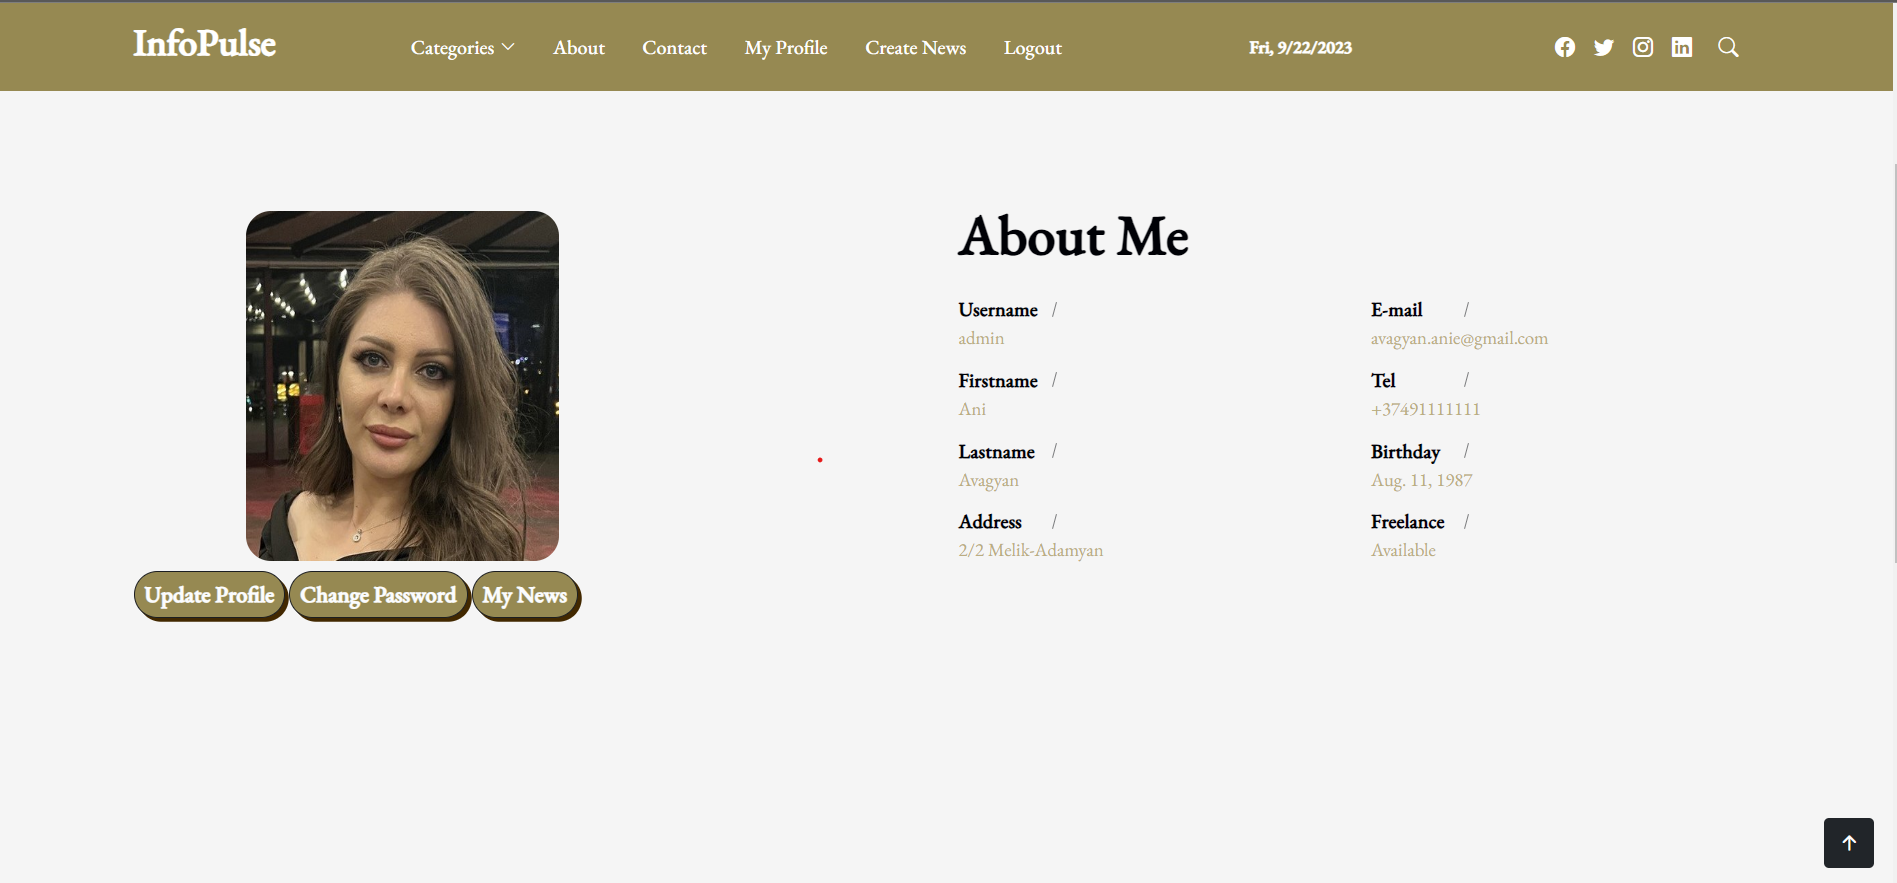 InfoPulse
Categories
About
Contact
My Profile
Create News
Logout
Fri, 9/22/2023
About Me
Username /
admin
Firstname /
Ani
Lastname /
Avagyan
Address /
2/2 Melik-Adamyan
E-mail /
avagyan.anie@gmail.com
Tel /
+37491111111
Birthday /
Aug. 11, 1987
Freelance /
Available
Update Profile
Change Password
My News